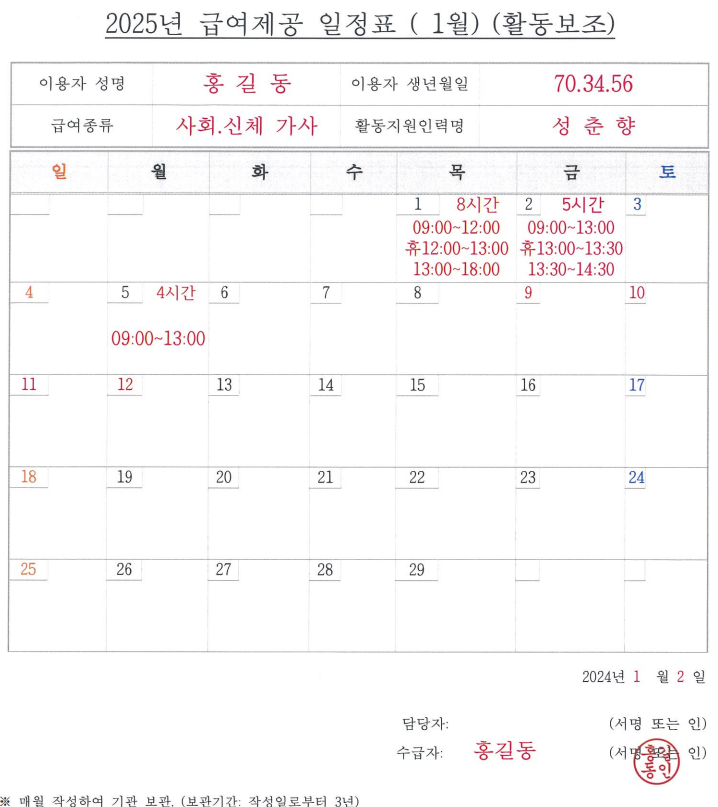 2025년 급여제공 일정표 ( 1월) (활동보조)
이용자 성명 홍 길 동 이용자 생년월일 70.34.56
급여종류 사회.신체 가사 활동지원인력명 성 춘 향
일 월 화 수 목 금 토
1 8시간 2 5시간 3
09:00~12:00 09:00~13:00
휴12:00~13:00 휴13:00~13:30
13:00~18:00 13:30~14:30
4 5 4시간 6 7 8 9 10
09:00~13:00
11 12 13 14 15 16 17
18 19 20 21 22 23 24
25 26 27 28 29
2024년 1 월 2 일
담당자: (서명 또는 인)
수급자: 홍길동 (서명 또는 인)
홍길
동인
※ 매월 작성하여 기관 보관. (보관기간: 작성일로부터 3년)